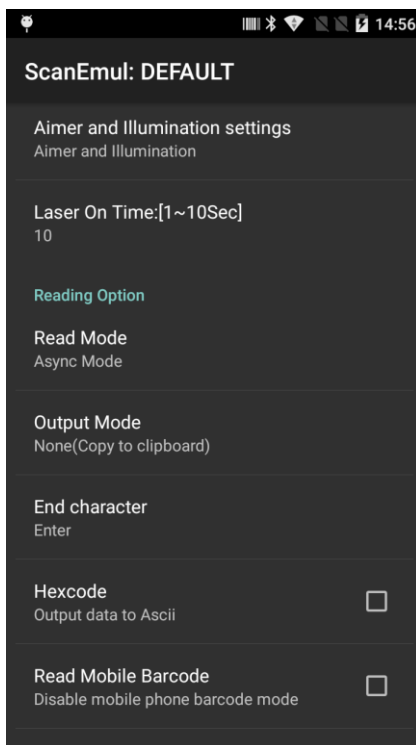 14:56
ScanEmul: DEFAULT
Aimer and Illumination settings
Aimer and Illumination
Laser On Time:[1~10Sec]
10
Reading Option
Read Mode
Async Mode
Output Mode
None(Copy to clipboard)
End character
Enter
Hexcode
Output data to Ascii
Read Mobile Barcode
Disable mobile phone barcode mode